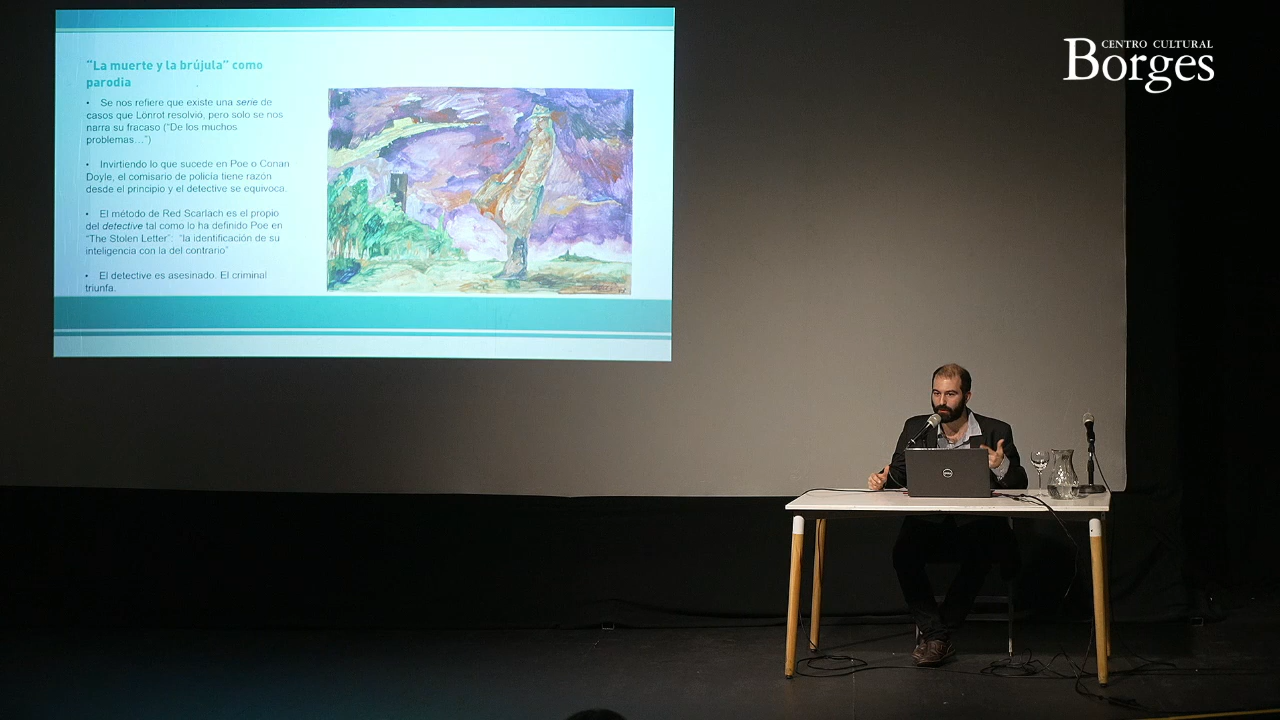 “La muerte y la brújula” como
parodia
• Se nos refiere que existe una serie de
casos que Lönrot resolvió, pero solo se nos
narra su fracaso (“De los muchos
problemas…”)
• Invirtiendo lo que sucede en Poe o Conan
Doyle, el comisario de policía tiene razón
desde el principio y el detective se equivoca.
• El método de Red Scarlach es el propio
del detective tal como lo ha definido Poe en
“The Stolen Letter”: “la identificación de su
inteligencia con la del contrario”
• El detective es asesinado. El criminal
triunfa.
CENTRO CULTURAL
Borges
DELL